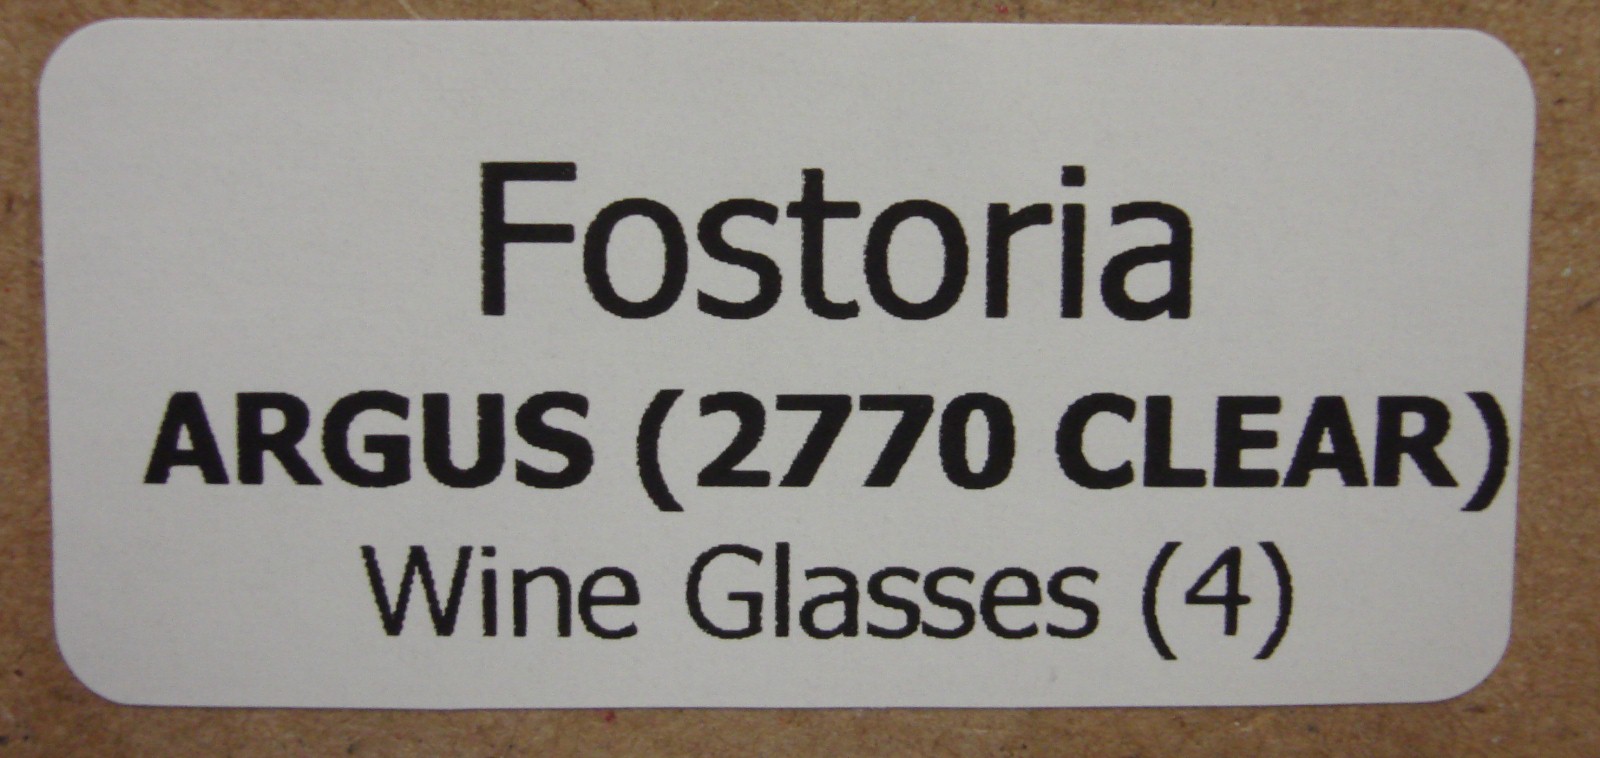 Fostoria
ARGUS (2770 CLEAR)
Wine Glasses (4)